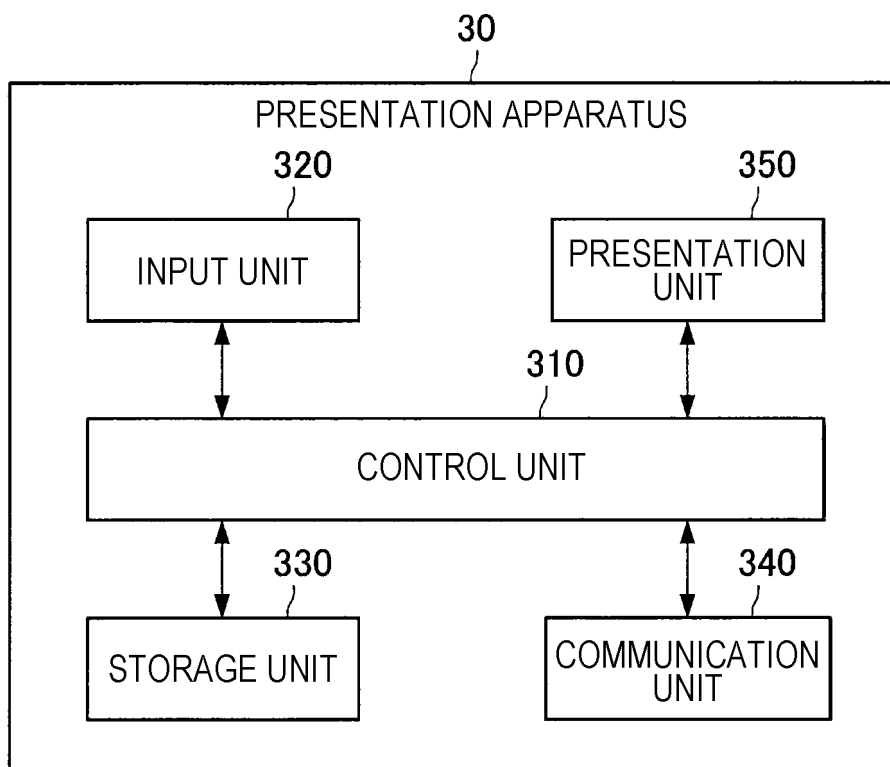 30
PRESENTATION APPARATUS
320
350
INPUT UNIT
PRESENTATION
UNIT
310
CONTROL UNIT
330
340
STORAGE UNIT
COMMUNICATION
UNIT